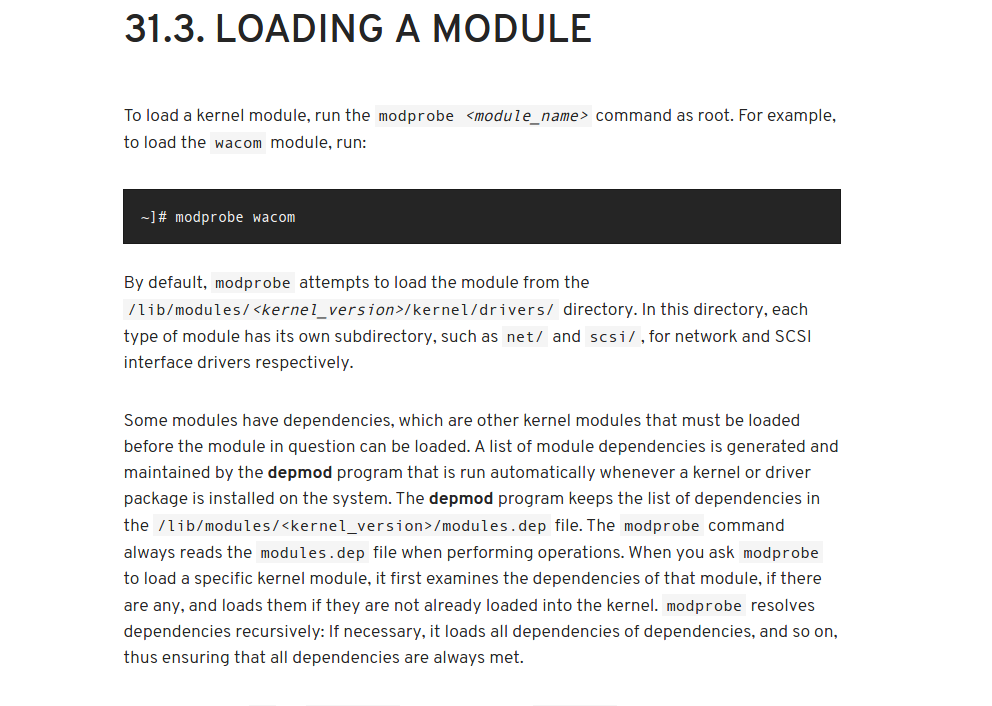 31.3. LOADING A MODULE
To load a kernel module, run the modprobe <module_name> command as root. For example,
to load the wacom module, run:
~]# modprobe wacom
By default, modprobe attempts to load the module from the
/lib/modules/<kernel_version>/kernel/drivers/ directory. In this directory, each
type of module has its own subdirectory, such as net/ and scsi/, for network and SCSI
interface drivers respectively.
Some modules have dependencies, which are other kernel modules that must be loaded
before the module in question can be loaded. A list of module dependencies is generated and
maintained by the depmod program that is run automatically whenever a kernel or driver
package is installed on the system. The depmod program keeps the list of dependencies in
the /lib/modules/<kernel_version>/modules.dep file. The modprobe command
always reads the modules.dep file when performing operations. When you ask modprobe
to load a specific kernel module, it first examines the dependencies of that module, if there
are any, and loads them if they are not already loaded into the kernel. modprobe resolves
dependencies recursively: If necessary, it loads all dependencies of dependencies, and so on,
thus ensuring that all dependencies are always met.